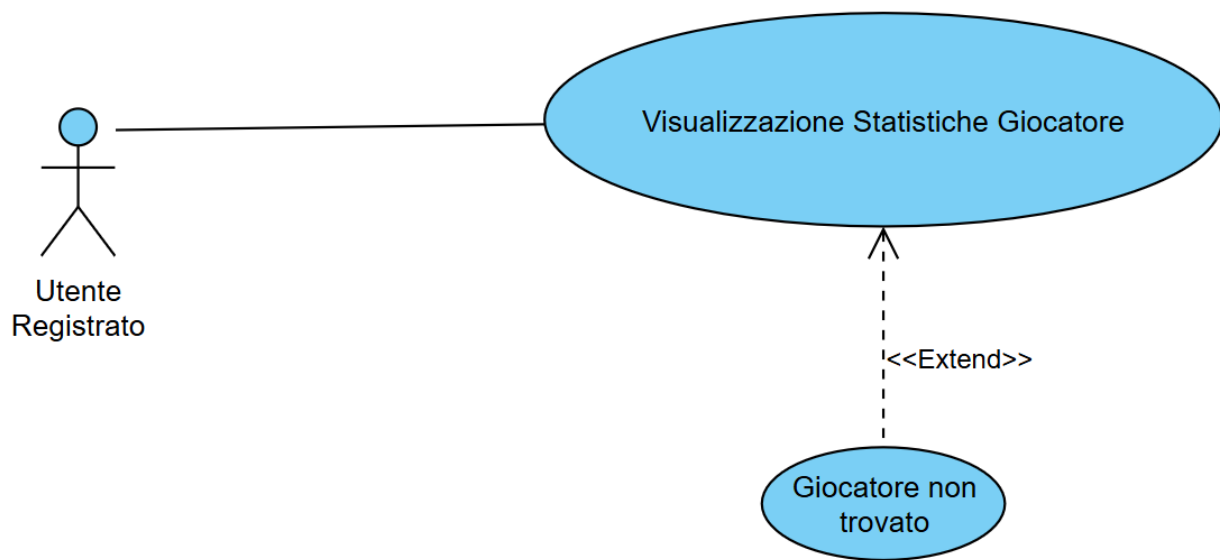 Visualizzazione Statistiche Giocatore
Utente
Registrato
<<Extend>>
Giocatore non
trovato